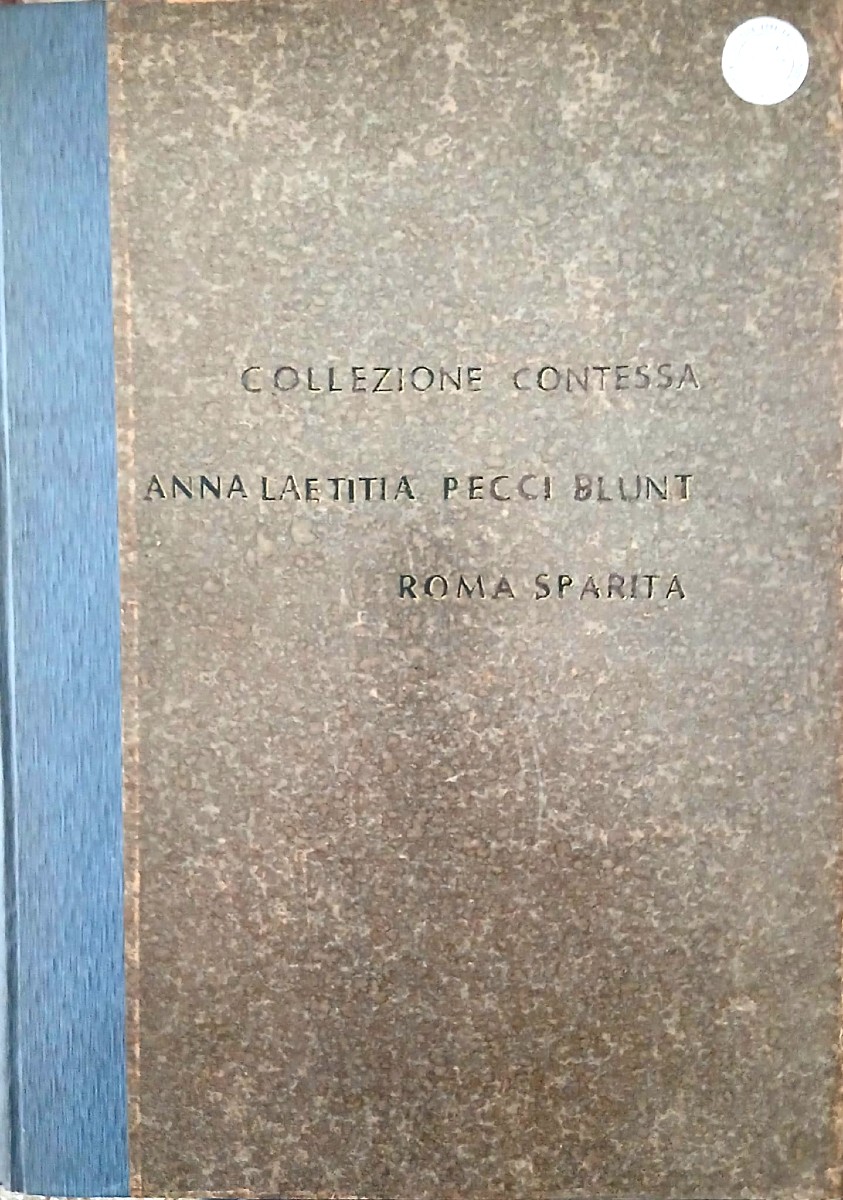 COLLEZIONE CONTESSA
ANNA LAETITIA PECCI BLUNT
ROMA SPARITA